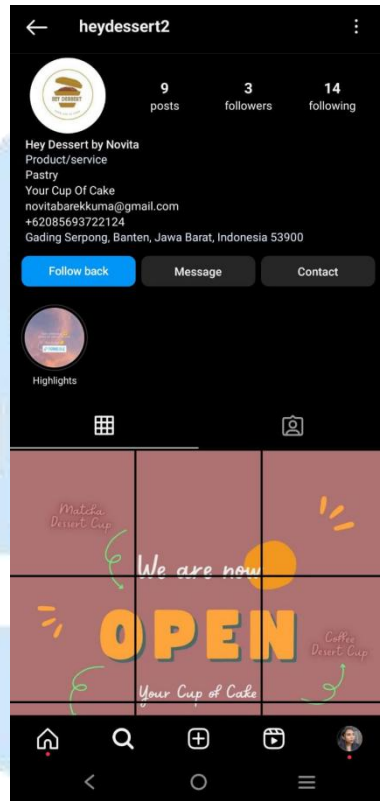 heydessert2
HEY DESSERT
9 3 14
posts followers following
Hey Dessert by Novita
Product/service
Pastry
Your Cup Of Cake
novitabarekkuma@gmail.com
+62085693722124
Gading Serpong, Banten, Jawa Barat, Indonesia 53900
Follow back Message Contact
Highlights
Matcha
Dessert Cup
We are now
OPEN
Coffee
Desert Cup
Your Cup of Cake